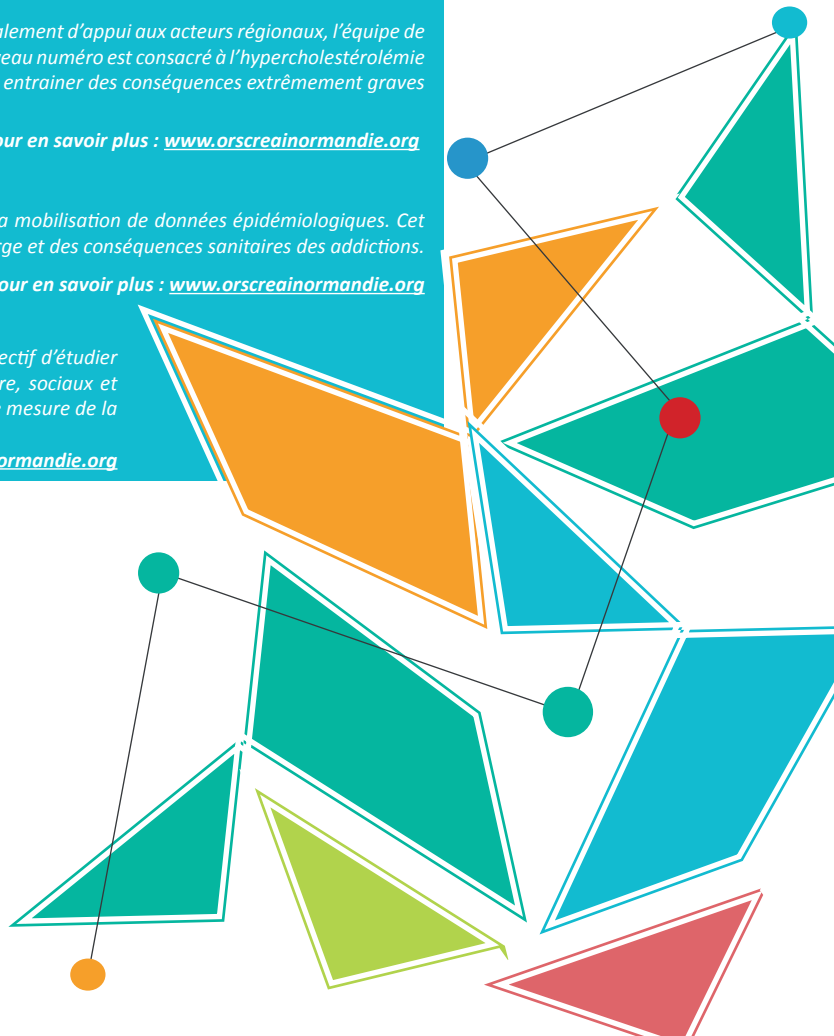 alement d’appui aux acteurs régionaux, l’équipe de
eau numéro est consacré à l’hypercholestérolémie
entrainer des conséquences extrêmement graves
our en savoir plus : www.orscreainormandie.org
a mobilisation de données épidémiologiques. Cet
rge et des conséquences sanitaires des addictions.
our en savoir plus : www.orscreainormandie.org
ectif d’étudier
re, sociaux et
mesure de la
ormandie.org